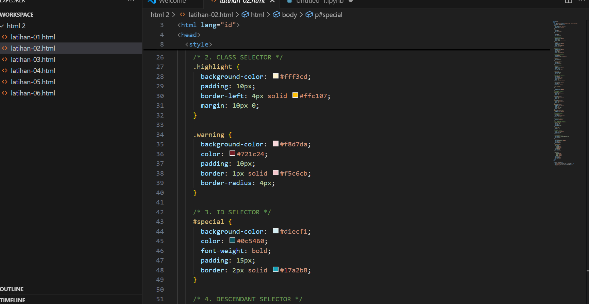 EXPLORER
Welcome
latihan-02.html
Untitled-1.ipynb
WORKSPACE
html 2
latihan-01.html
latihan-02.html
latihan-03.html
latihan-04.html
latihan-05.html
latihan-06.html
OUTLINE
TIMELINE
html 2 > <> latihan-02.html > html > body > p#special
3 <html lang="id">
4 <head>
8 <style>
26 /* 2. CLASS SELECTOR */
27 .highlight {
28 background-color: #fff3cd;
29 padding: 10px;
30 border-left: 4px solid #ffc107;
31 margin: 10px 0;
32 }
33
34 .warning {
35 background-color: #f8d7da;
36 color: #721c24;
37 padding: 10px;
38 border: 1px solid #f5c6cb;
39 border-radius: 4px;
40 }
41
42 /* 3. ID SELECTOR */
43 #special {
44 background-color: #d1ecf1;
45 color: #0c5460;
46 font-weight: bold;
47 padding: 15px;
48 border: 2px solid #17a2b8;
49 }
50
51 /* 4. DESCENDANT SELECTOR */